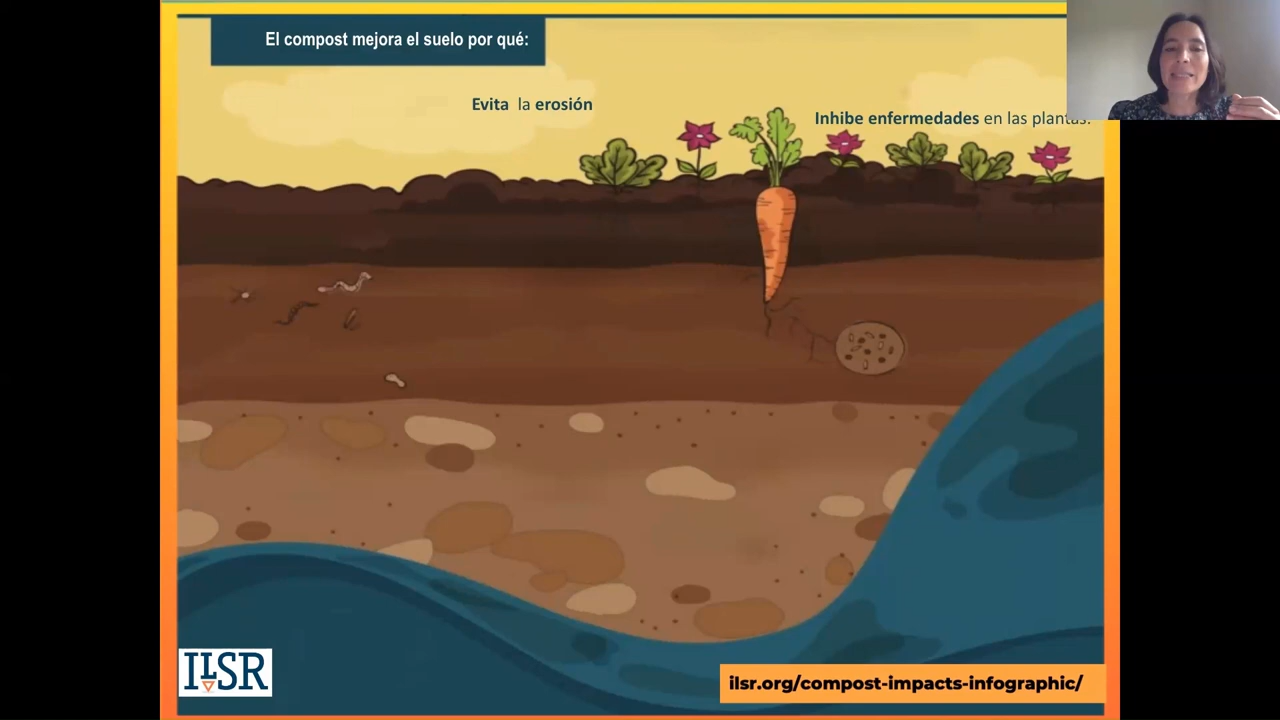 El compost mejora el suelo por qué:
Evita la erosión
Inhibe enfermedades en las plantas.
ILSR
ilsr.org/compost-impacts-infographic/